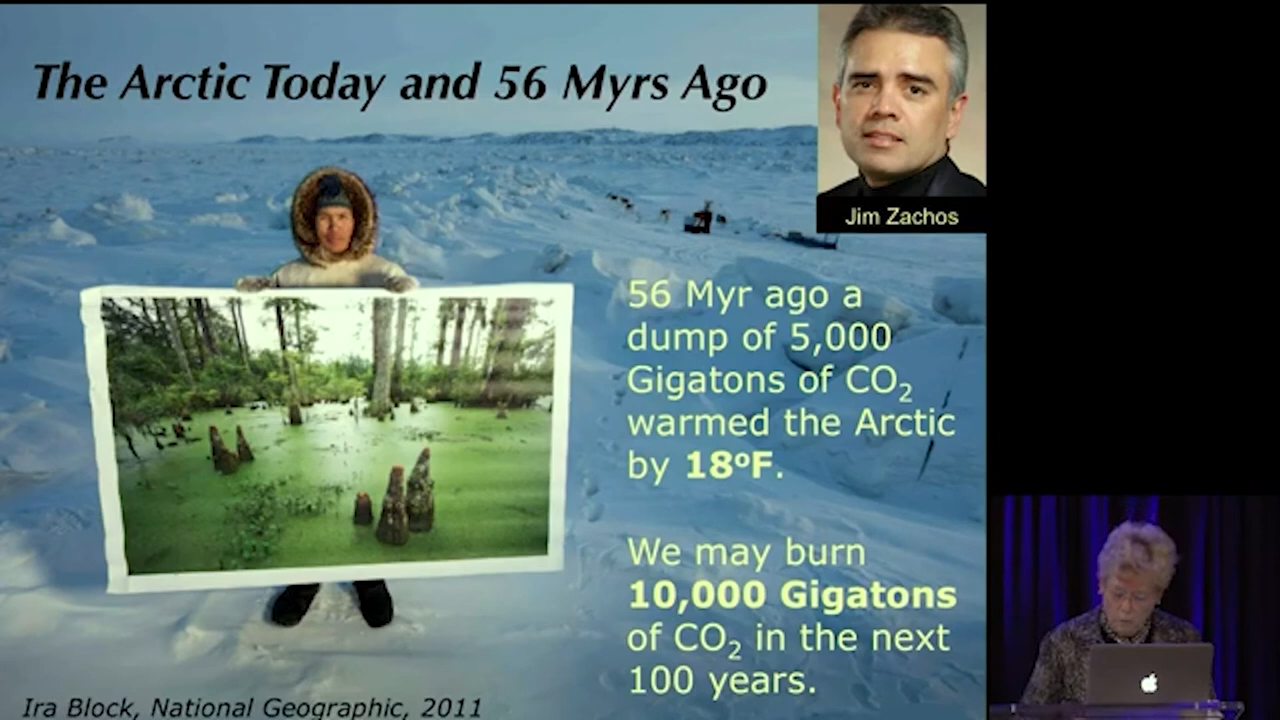 The Arctic Today and 56 Myrs Ago
Jim Zachos
56 Myr ago a
dump of 5,000
Gigatons of CO₂
warmed the Arctic
by 18ºF.
We may burn
10,000 Gigatons
of CO₂ in the next
100 years.
Ira Block, National Geographic, 2011